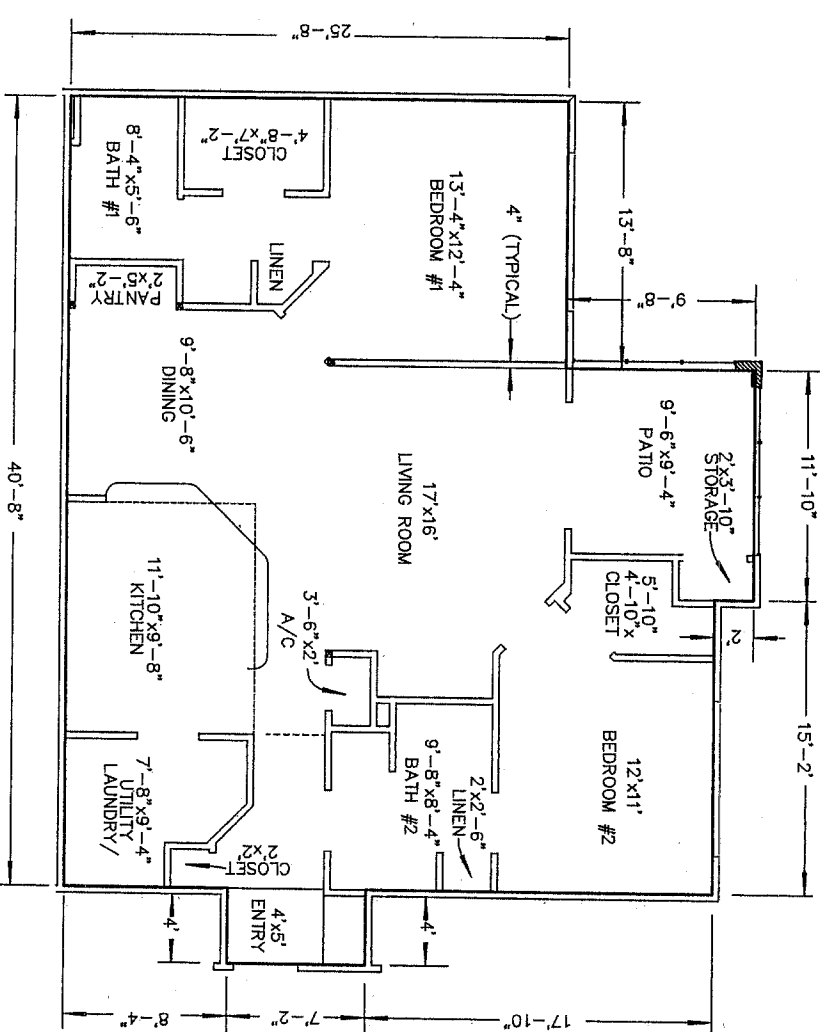 25'-8"
13'-8"
9'-8"
11'-10"
2'
15'-2"
40'-8"
8'-4"
7'-2"
17'-10"
4'
4'
4" (TYPICAL)
13'-4"x12'-4"
BEDROOM #1
4'-8"x7'-2"
CLOSET
8'-4"x5'-6"
BATH #1
LINEN
2'x5'-2"
PANTRY
9'-8"x10'-6"
DINING
17'x16'
LIVING ROOM
9'-6"x9'-4"
PATIO
2'x3'-10"
STORAGE
5'-10"
4'-10"x
CLOSET
3'-6"x2'
A/C
11'-10"x9'-8"
KITCHEN
12'x11'
BEDROOM #2
2'x2'-6"
LINEN
9'-8"x8'-4"
BATH #2
7'-8"x9'-4"
UTILITY
LAUNDRY/
2'x2'
CLOSET
4'x5'
ENTRY